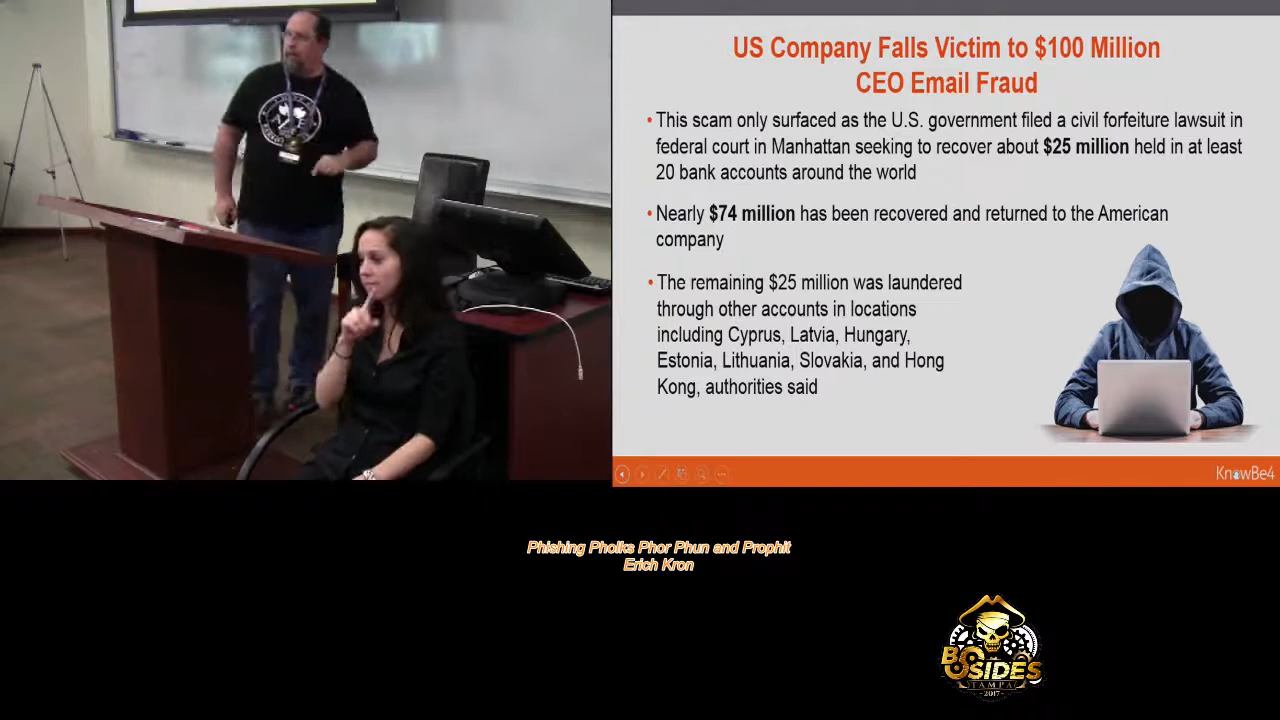 US Company Falls Victim to $100 Million
CEO Email Fraud
• This scam only surfaced as the U.S. government filed a civil forfeiture lawsuit in
federal court in Manhattan seeking to recover about $25 million held in at least
20 bank accounts around the world
• Nearly $74 million has been recovered and returned to the American
company
• The remaining $25 million was laundered
through other accounts in locations
including Cyprus, Latvia, Hungary,
Estonia, Lithuania, Slovakia, and Hong
Kong, authorities said
KnowBe4
Phishing Pholks Phor Phun and Prophit
Erich Kron
BSIDES
TAMPA
2017